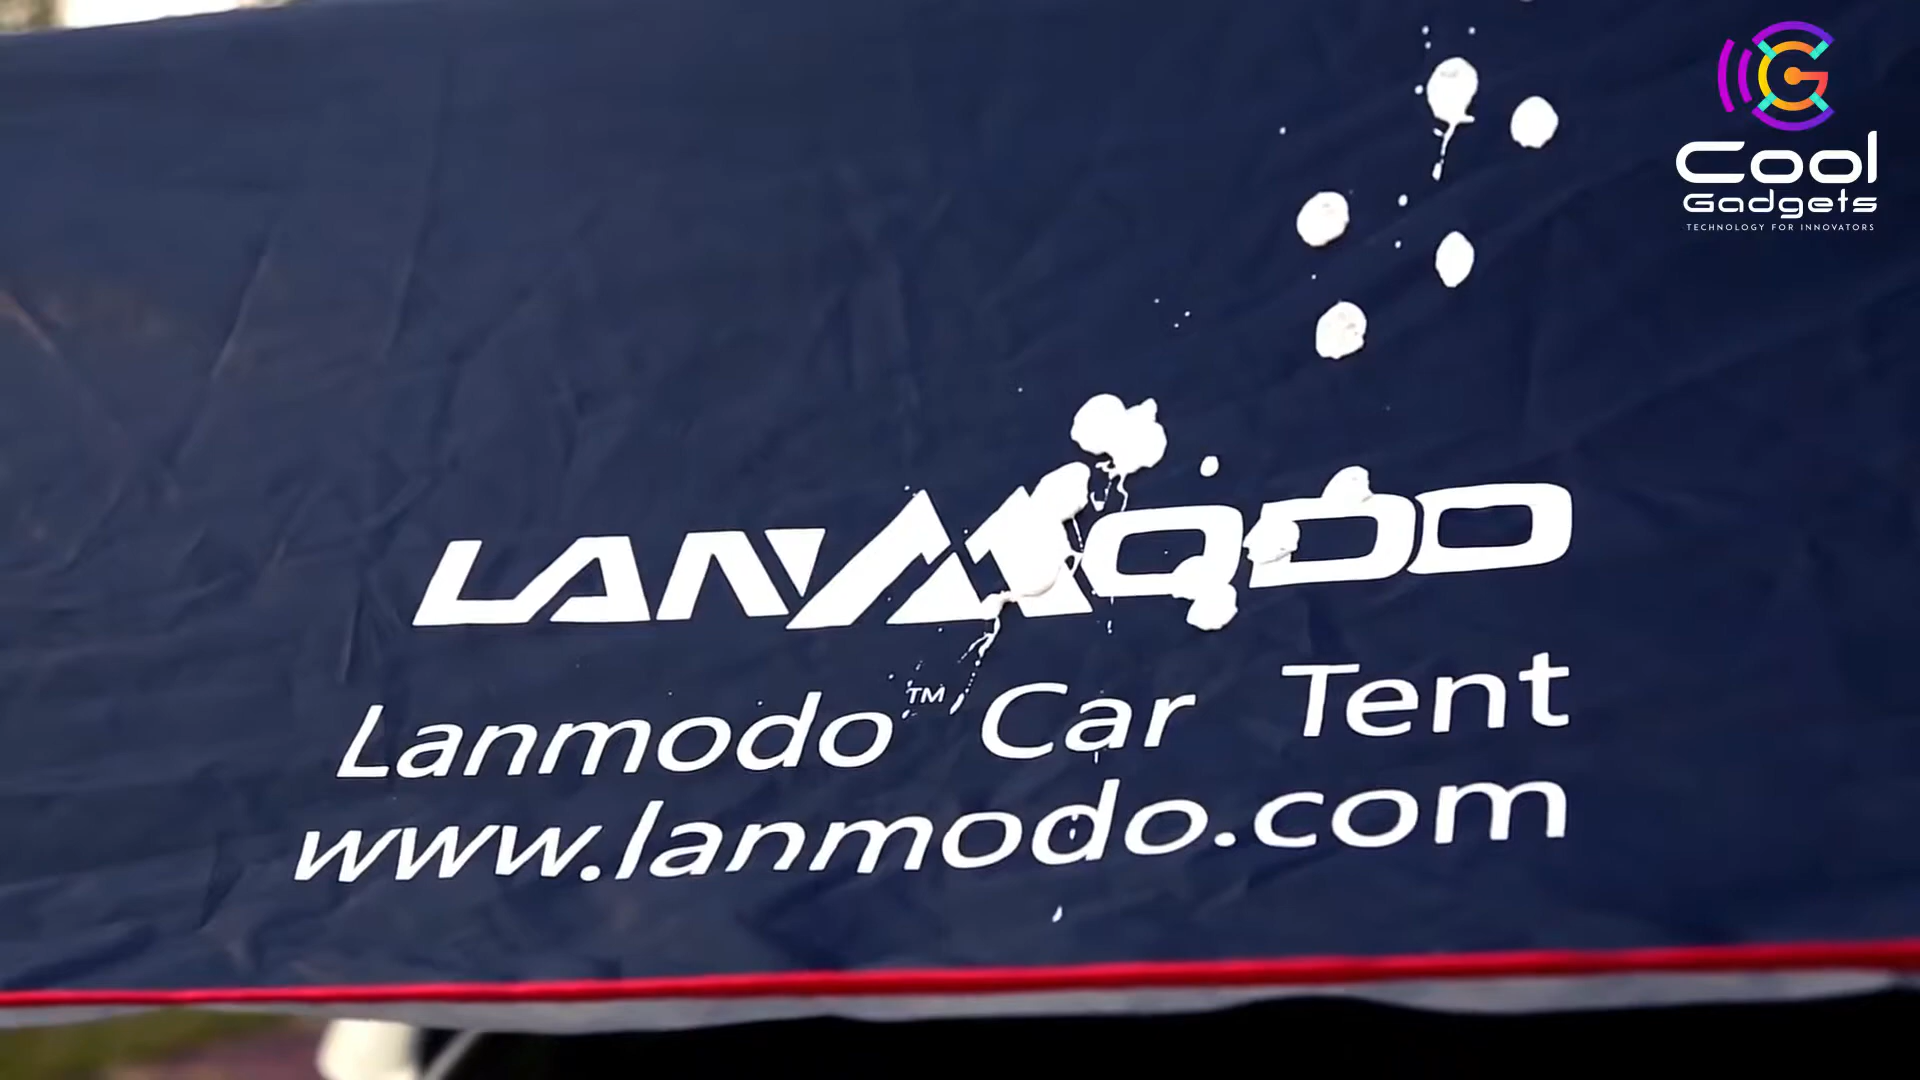 Cool
Gadgets
TECHNOLOGY FOR INNOVATORS
LANMODO
Lanmodo™ Car Tent
www.lanmodo.com